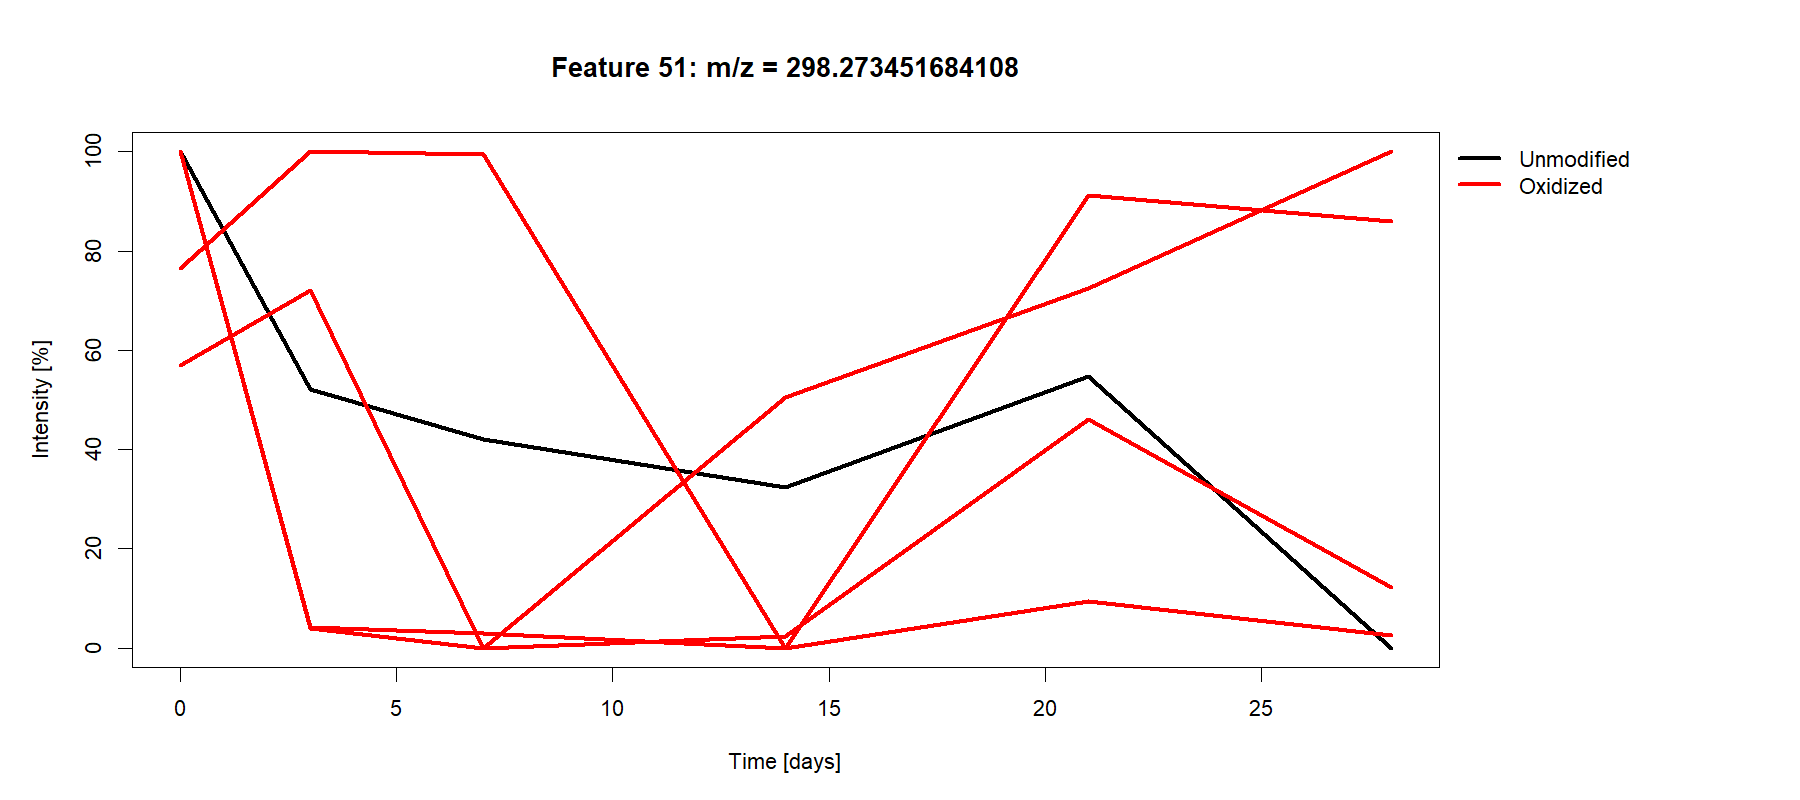 Feature 51: m/z = 298.273451684108
Unmodified
Oxidized
Intensity [%]
100
80
60
40
20
0
0 5 10 15 20 25
Time [days]